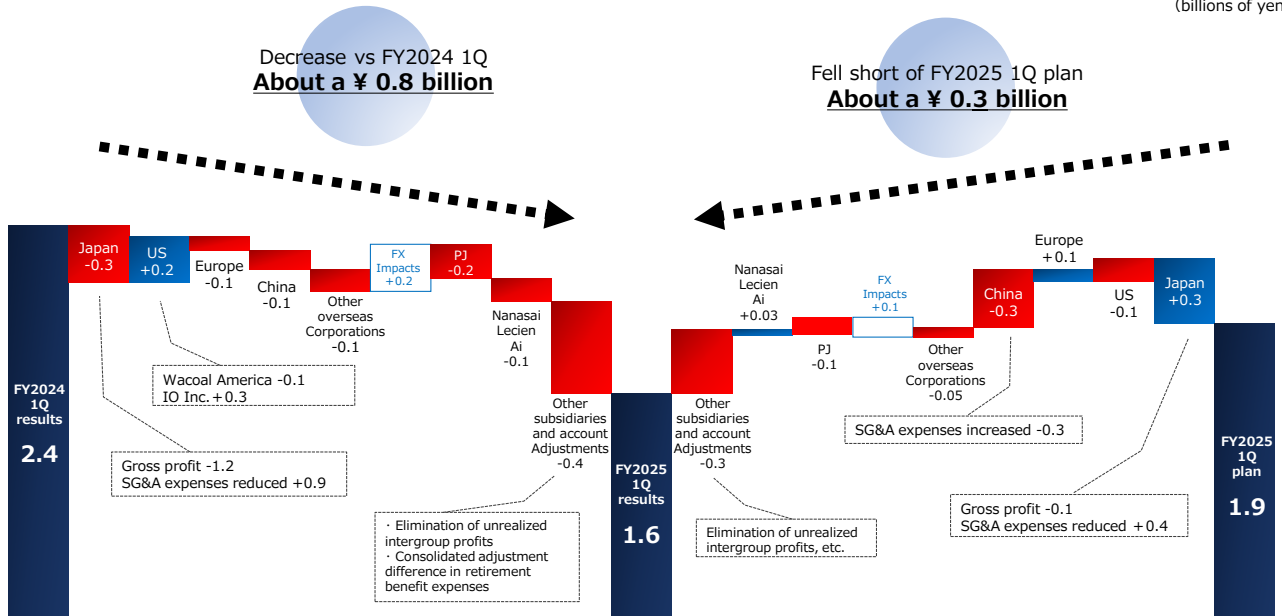 (billions of yen
Decrease vs FY2024 1Q
About a ¥ 0.8 billion
Fell short of FY2025 1Q plan
About a ¥ 0.3 billion
FY2024
1Q
results
2.4
Japan
-0.3
US
+0.2
Europe
-0.1
China
-0.1
Other
overseas
Corporations
-0.1
FX
Impacts
+0.2
PJ
-0.2
Nanasai
Lecien
Ai
-0.1
Other
subsidiaries
and account
Adjustments
-0.4
Wacoal America -0.1
IO Inc.+0.3
Gross profit -1.2
SG&A expenses reduced +0.9
・Elimination of unrealized
intergroup profits
・Consolidated adjustment
difference in retirement
benefit expenses
FY2025
1Q
results
1.6
Other
subsidiaries
and account
Adjustments
-0.3
Nanasai
Lecien
Ai
+0.03
PJ
-0.1
FX
Impacts
+0.1
Other
overseas
Corporations
-0.05
China
-0.3
Europe
+0.1
US
-0.1
Japan
+0.3
Elimination of unrealized
intergroup profits, etc.
SG&A expenses increased -0.3
Gross profit -0.1
SG&A expenses reduced +0.4
FY2025
1Q
plan
1.9